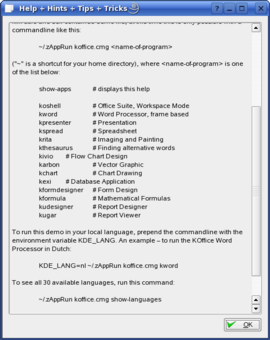 Help + Hints + Tips + Tricks
commandline like this:
~/.zAppRun koffice.cmg <name-of-program>
("~" is a shortcut for your home directory), where <name-of-program> is one
of the list below:
show-apps # displays this help
koshell # Office Suite, Workspace Mode
kword # Word Processor, frame based
kpresenter # Presentation
kspread # Spreadsheet
krita # Imaging and Painting
kthesaurus # Finding alternative words
kivio # Flow Chart Design
karbon # Vector Graphic
kchart # Chart Drawing
kexi # Database Application
kformdesigner # Form Design
kformula # Mathematical Formulas
kudesigner # Report Designer
kugar # Report Viewer
To run this demo in your local language, prepend the commandline with the
environment variable KDE_LANG. An example – to run the KOffice Word
Processor in Dutch:
KDE_LANG=nl ~/.zAppRun koffice.cmg kword
To see all 30 available languages, run this command:
~/.zAppRun koffice.cmg show-languages
OK